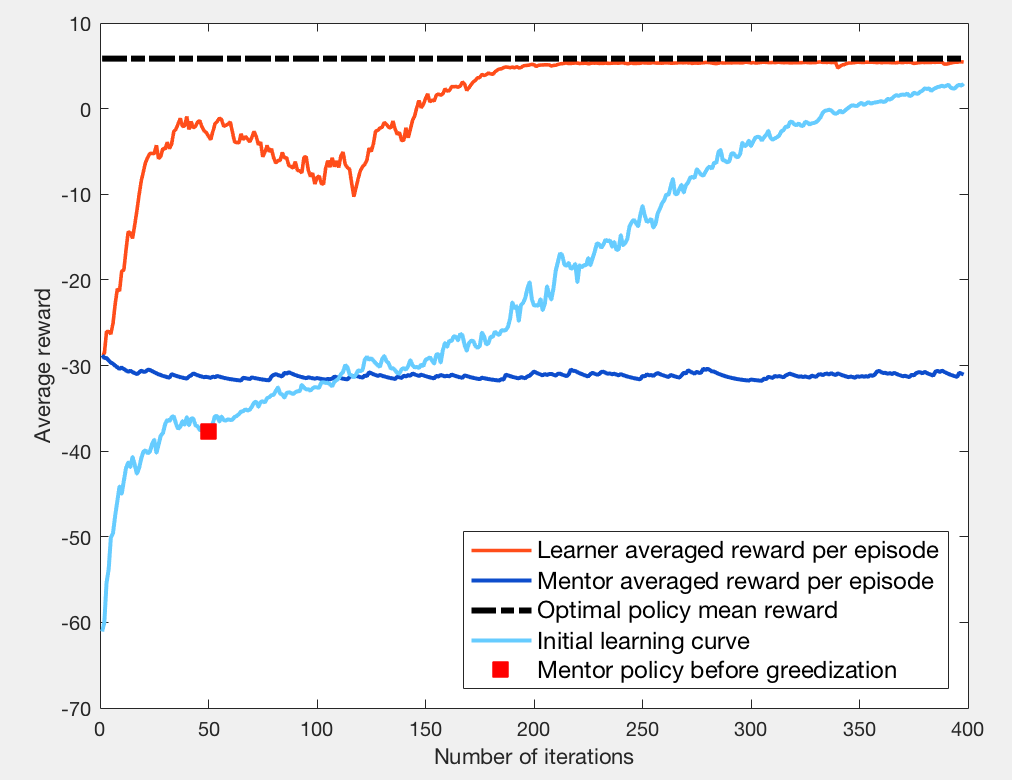 10
0
-10
-20
-30
-40
-50
-60
-70
Average reward
0 50 100 150 200 250 300 350 400
Number of iterations
Learner averaged reward per episode
Mentor averaged reward per episode
Optimal policy mean reward
Initial learning curve
Mentor policy before greedization